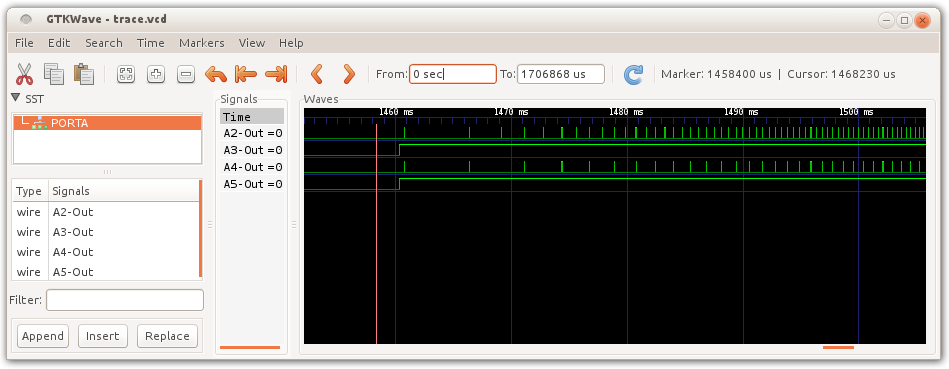 GTKWave - trace.vcd
File Edit Search Time Markers View Help
From: 0 sec To: 1706868 us Marker: 1458400 us | Cursor: 1468230 us
SST
PORTA
Type Signals
wire A2-Out
wire A3-Out
wire A4-Out
wire A5-Out
Filter:
Append Insert Replace
Signals
Time
A2-Out =0
A3-Out =0
A4-Out =0
A5-Out =0
Waves
1460 ms 1470 ms 1480 ms 1490 ms 1500 ms